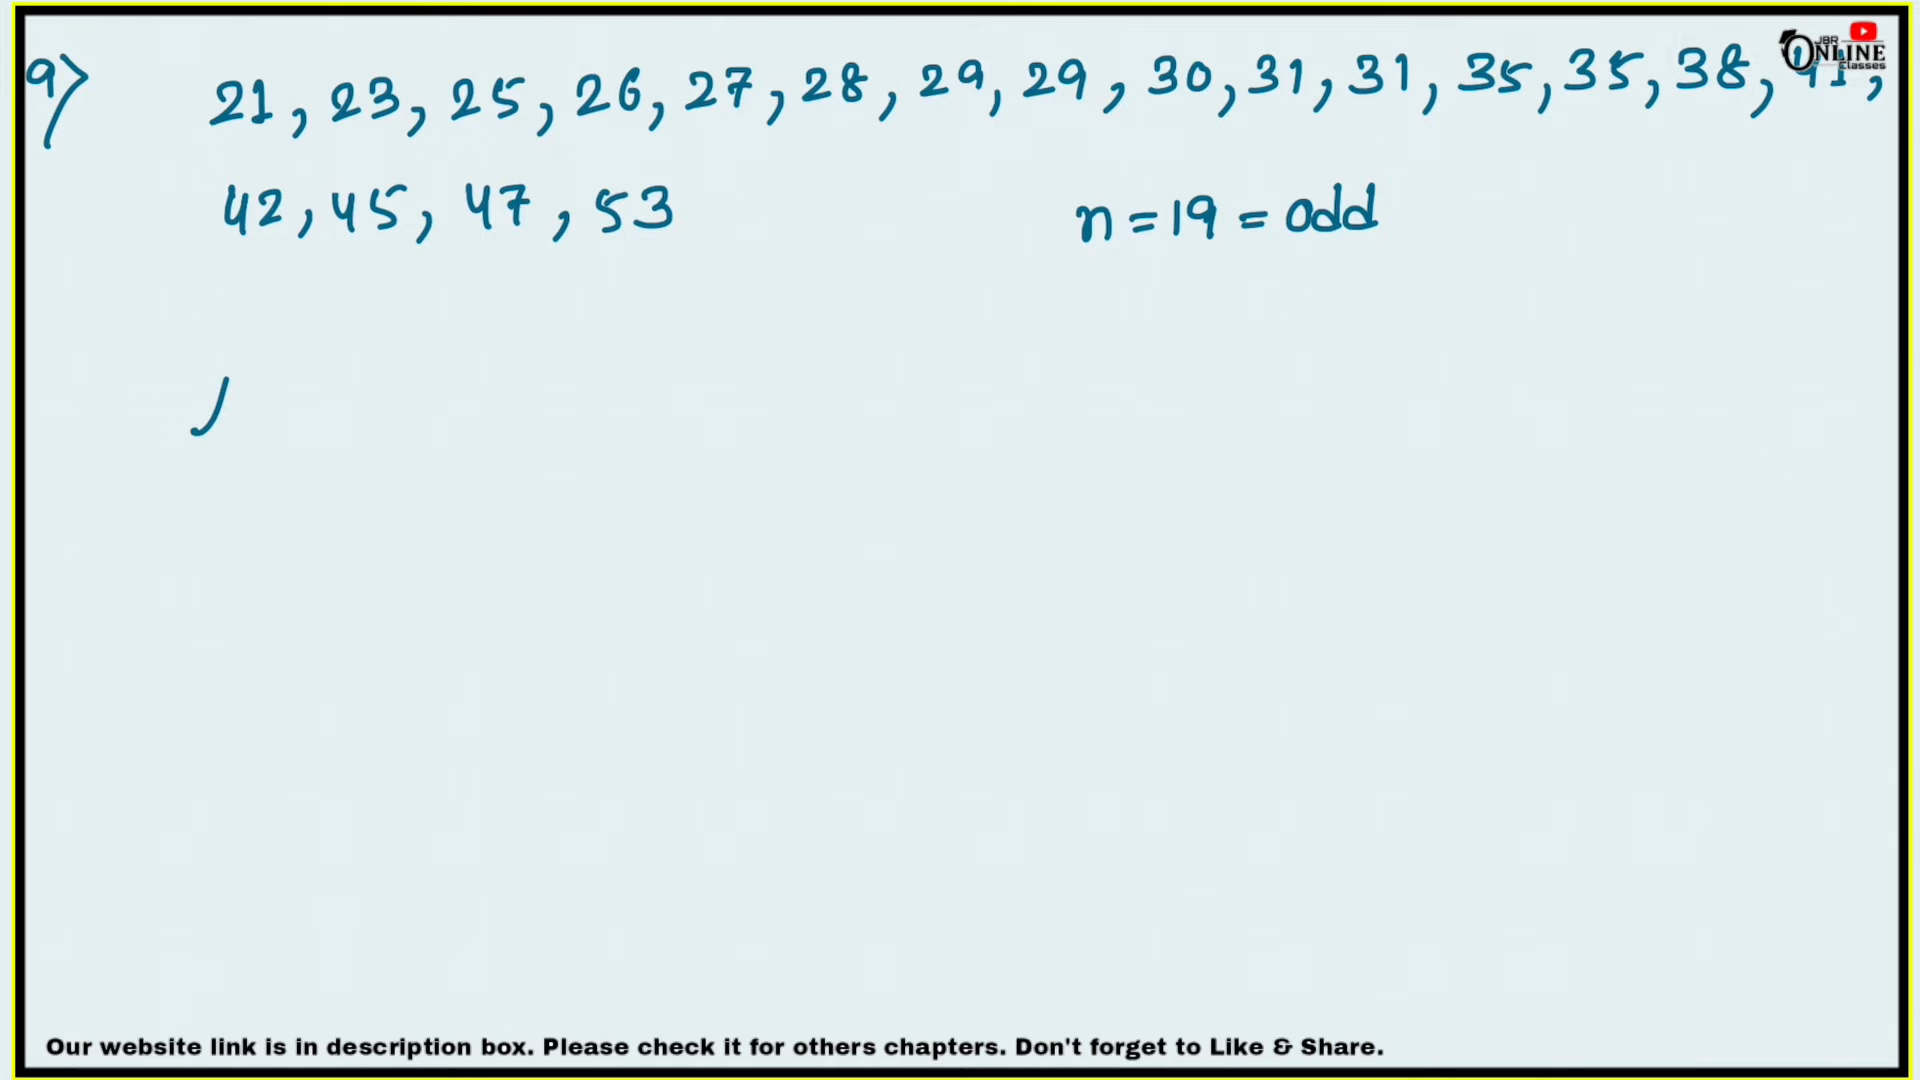 9) 21, 23, 25, 26, 27, 28, 29, 29, 30, 31, 31, 35, 35, 38, 41,
42, 45, 47, 53 n = 19 = odd
JBR
ONLINE
Classes
Our website link is in description box. Please check it for others chapters. Don't forget to Like & Share.